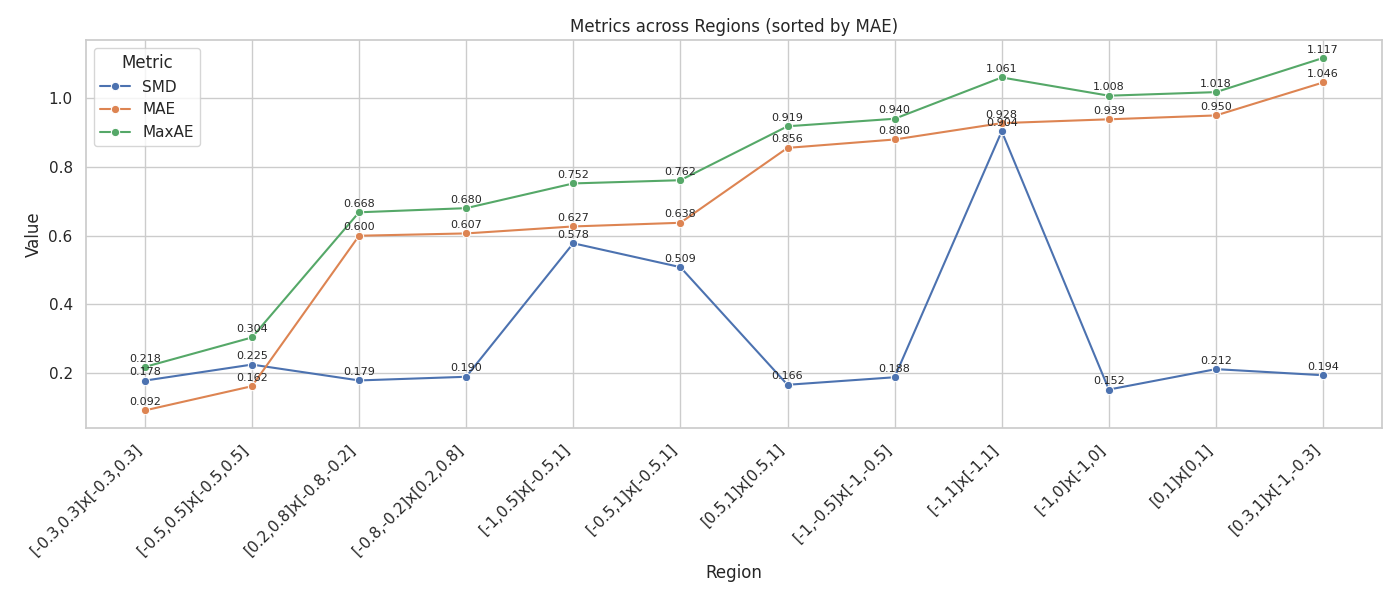 Metrics across Regions (sorted by MAE)
Metric
SMD
MAE
MaxAE
Value
1.0
0.8
0.6
0.4
0.2
0.218
0.178
0.092
0.304
0.225
0.162
0.668
0.600
0.179
0.680
0.607
0.190
0.752
0.627
0.578
0.762
0.638
0.509
0.919
0.856
0.166
0.940
0.880
0.188
1.061
0.928
0.904
1.008
0.939
0.152
1.018
0.950
0.212
1.117
1.046
0.194
[-0.3,0.3]x[-0.3,0.3]
[-0.5,0.5]x[-0.5,0.5]
[0.2,0.8]x[-0.8,-0.2]
[-0.8,-0.2]x[0.2,0.8]
[-1,0.5]x[-0.5,1]
[-0.5,1]x[-0.5,1]
[0.5,1]x[0.5,1]
[-1,-0.5]x[-1,-0.5]
[-1,1]x[-1,1]
[-1,0]x[-1,0]
[0,1]x[0,1]
[0.3,1]x[-1,-0.3]
Region